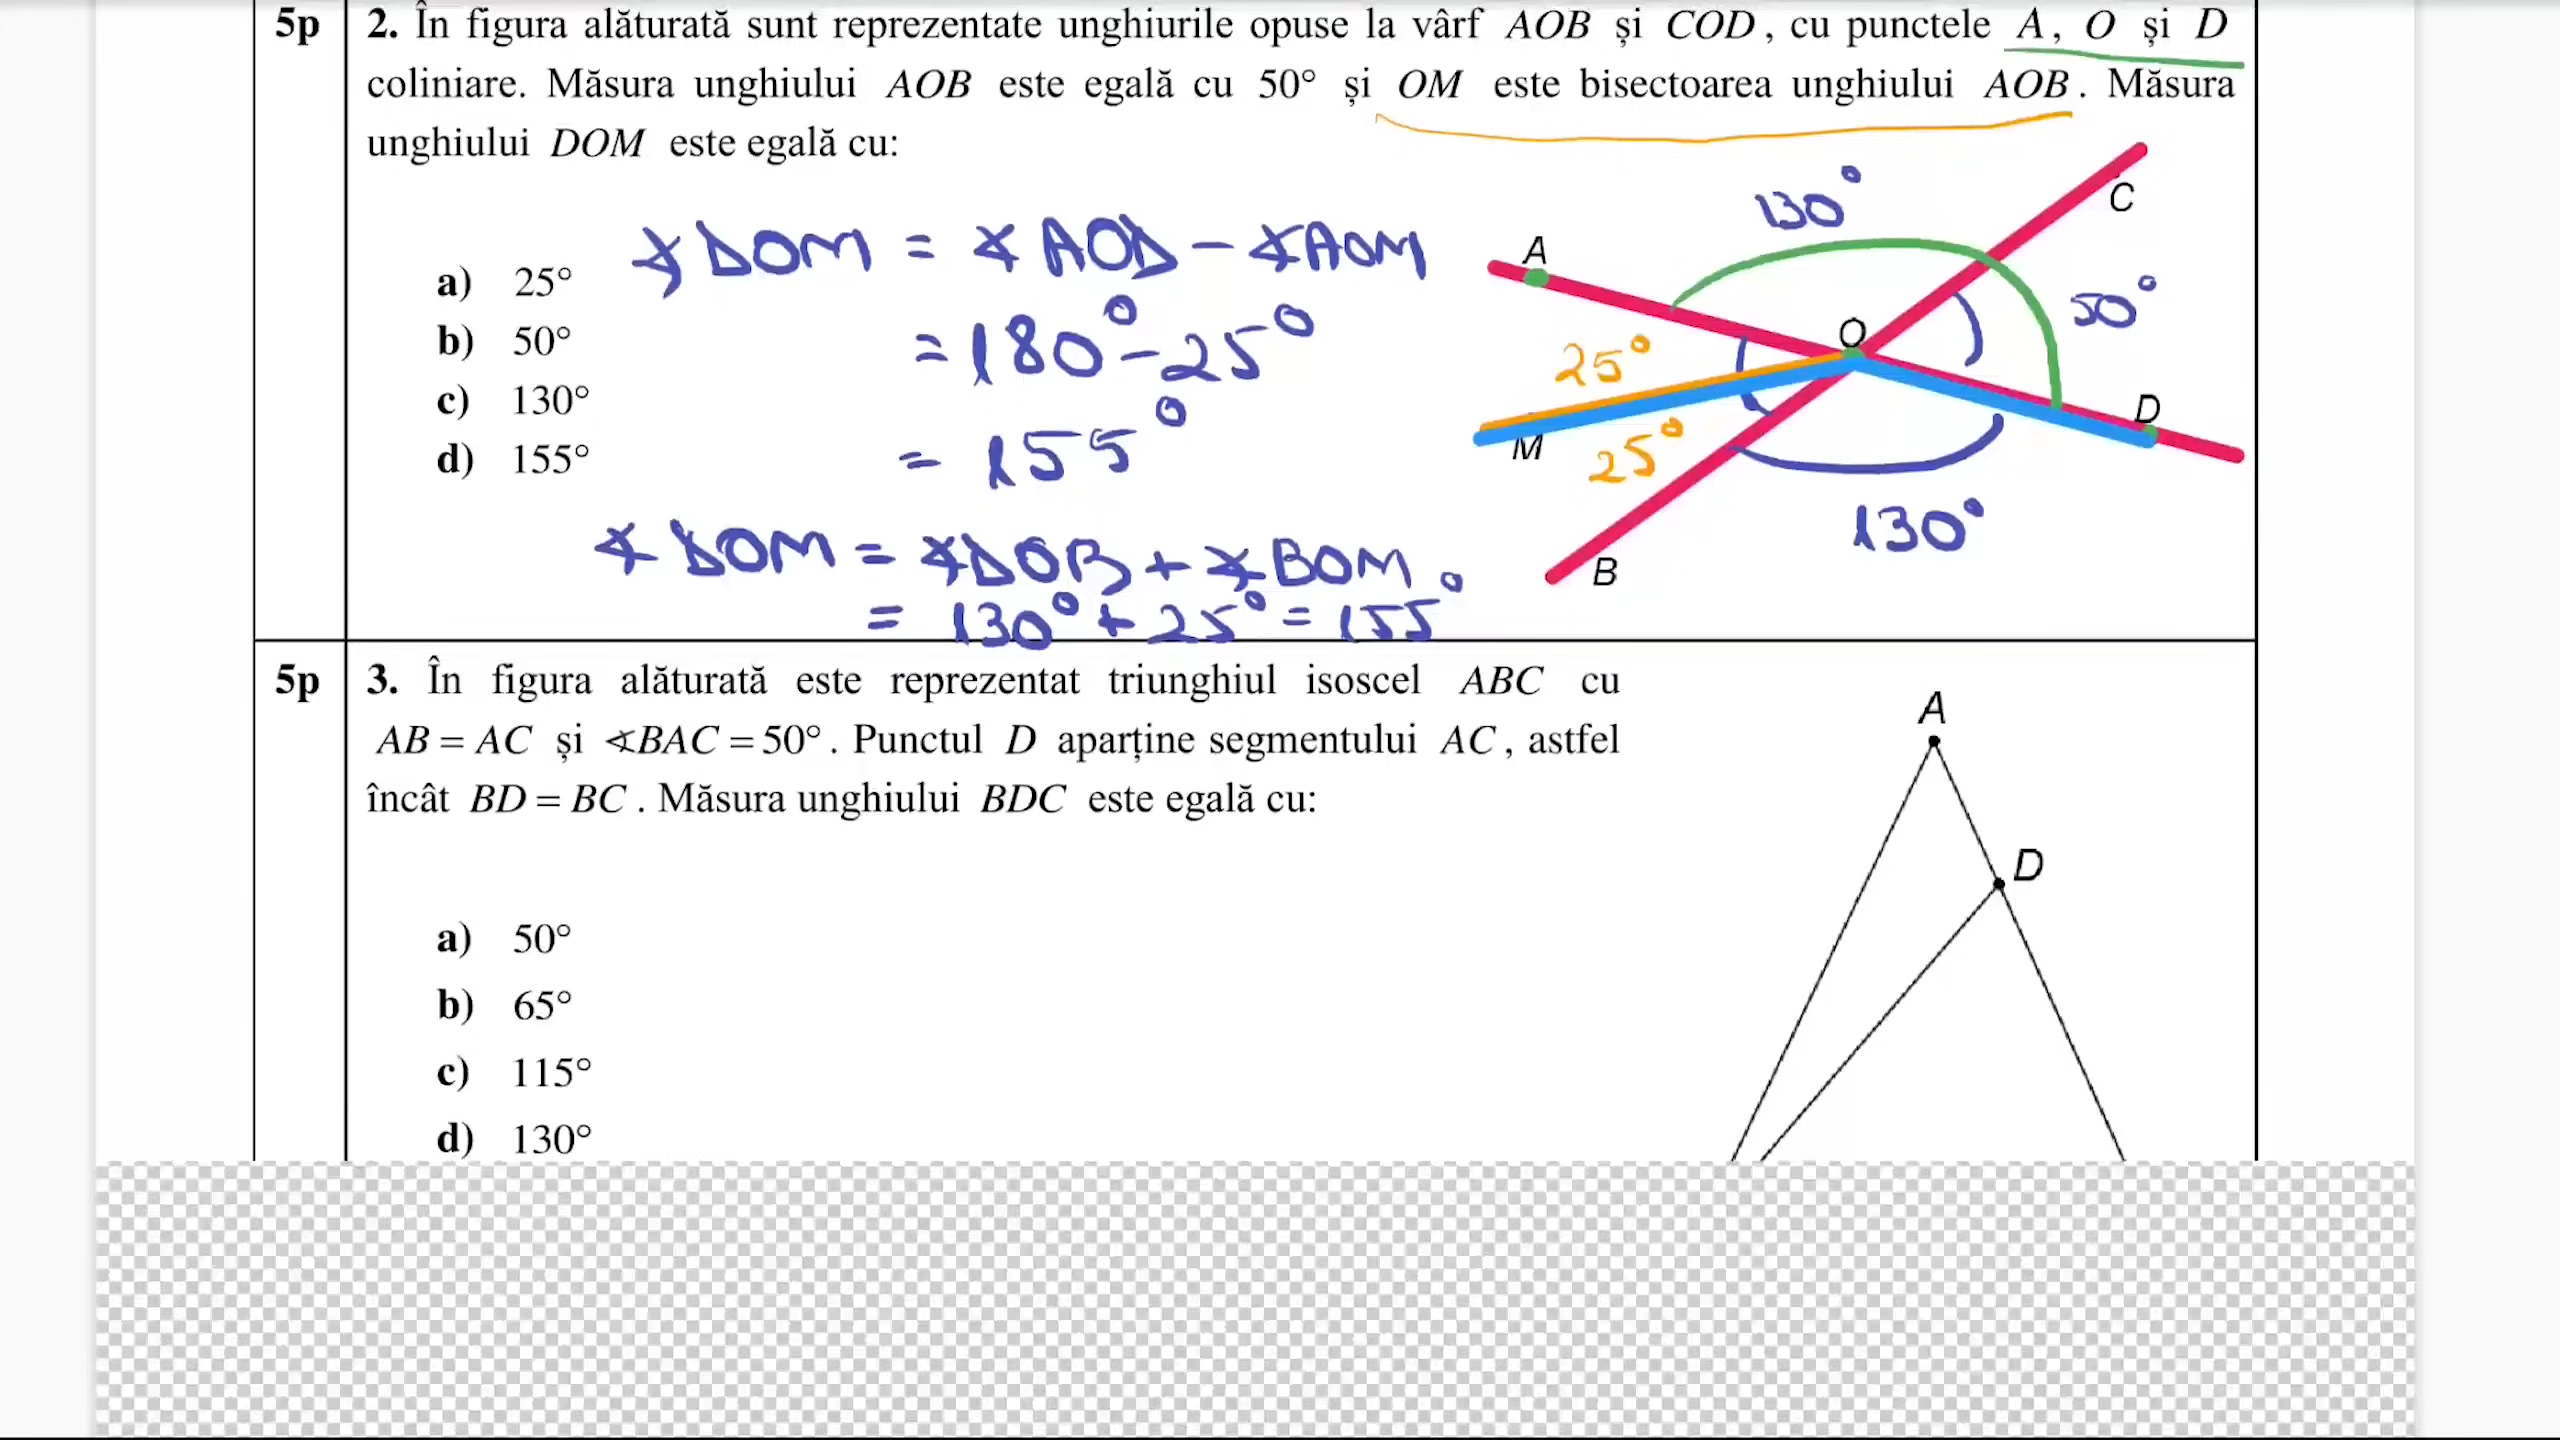 5p
2. În figura alăturată sunt reprezentate unghiurile opuse la vârf AOB și COD, cu punctele A, O și D
coliniare. Măsura unghiului AOB este egală cu 50° și OM este bisectoarea unghiului AOB. Măsura
unghiului DOM este egală cu:
a) 25°
b) 50°
c) 130°
d) 155°
∢DOM = ∢AOD − ∢AOM
= 180° − 25°
= 155°
∢DOM = ∢DOB + ∢BOM
= 130° + 25° = 155°
130°
C
A
50°
O
25°
D
M
25°
130°
B
5p
3. În figura alăturată este reprezentat triunghiul isoscel ABC cu
AB = AC și ∢BAC = 50°. Punctul D aparține segmentului AC, astfel
încât BD = BC. Măsura unghiului BDC este egală cu:
a) 50°
b) 65°
c) 115°
d) 130°
A
D